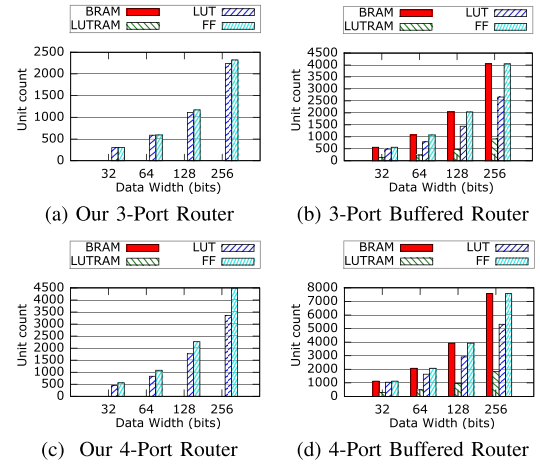 BRAM LUT
LUTRAM FF
2500
2000
1500
1000
500
0
Unit count
32 64 128 256
Data Width (bits)
(a) Our 3-Port Router
BRAM LUT
LUTRAM FF
4500
4000
3500
3000
2500
2000
1500
1000
500
0
Unit count
32 64 128 256
Data Width (bits)
(b) 3-Port Buffered Router
BRAM LUT
LUTRAM FF
4500
4000
3500
3000
2500
2000
1500
1000
500
0
Unit count
32 64 128 256
Data Width (bits)
(c) Our 4-Port Router
BRAM LUT
LUTRAM FF
8000
7000
6000
5000
4000
3000
2000
1000
0
Unit count
32 64 128 256
Data Width (bits)
(d) 4-Port Buffered Router